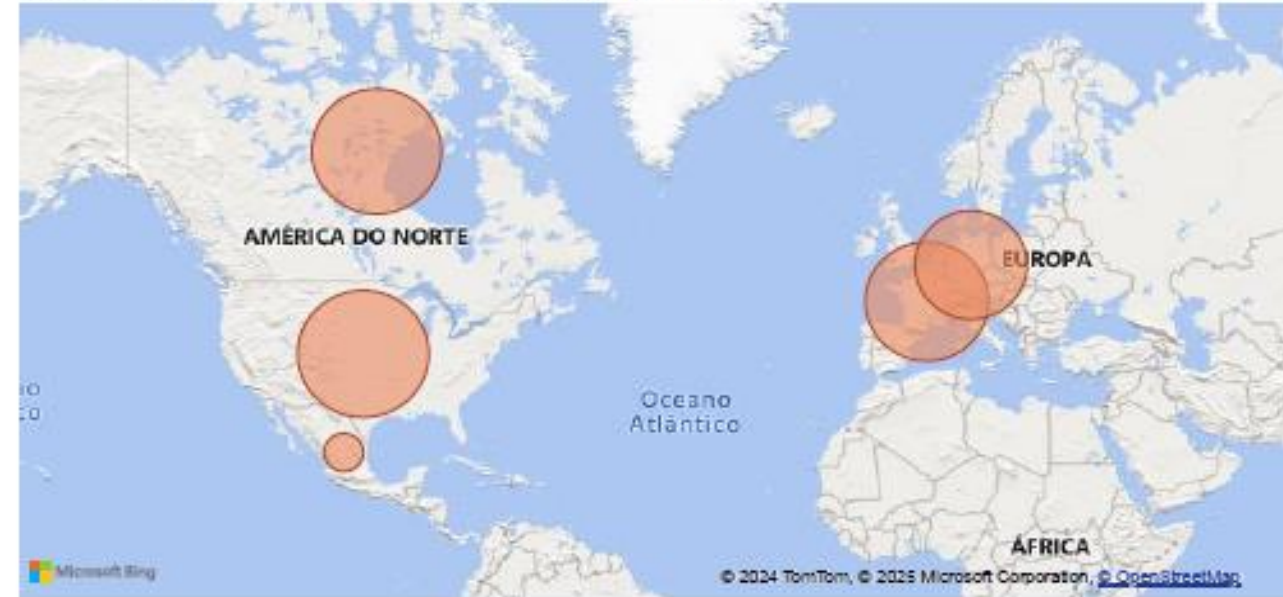 AMÉRICA DO NORTE
EUROPA
Oceano
Atlântico
ÁFRICA
Microsoft Bing
© 2024 TomTom, © 2025 Microsoft Corporation, © OpenStreetMap